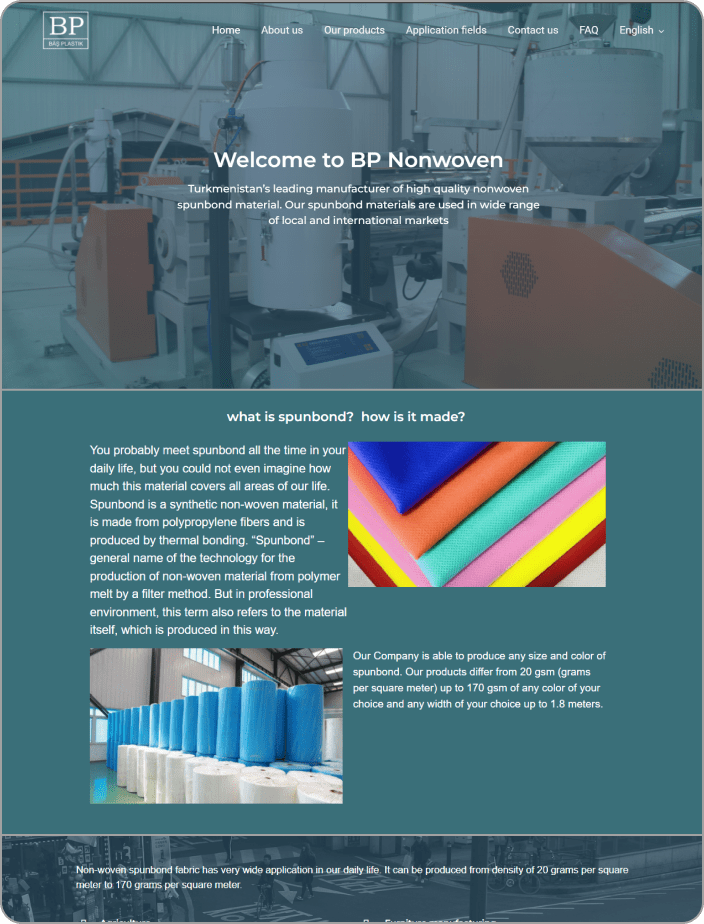 BP
BAŞ PLASTIK
Home About us Our products Application fields Contact us FAQ English
Welcome to BP Nonwoven
Turkmenistan's leading manufacturer of high quality nonwoven
spunbond material. Our spunbond materials are used in wide range
of local and international markets
what is spunbond? how is it made?
You probably meet spunbond all the time in your
daily life, but you could not even imagine how
much this material covers all areas of our life.
Spunbond is a synthetic non-woven material, it
is made from polypropylene fibers and is
produced by thermal bonding. “Spunbond” –
general name of the technology for the
production of non-woven material from polymer
melt by a filter method. But in professional
environment, this term also refers to the material
itself, which is produced in this way.
Our Company is able to produce any size and color of
spunbond. Our products differ from 20 gsm (grams
per square meter) up to 170 gsm of any color of your
choice and any width of your choice up to 1.8 meters.
Non-woven spunbond fabric has very wide application in our daily life. It can be produced from density of 20 grams per square
meter to 170 grams per square meter.
Agriculture Furniture manufacturing